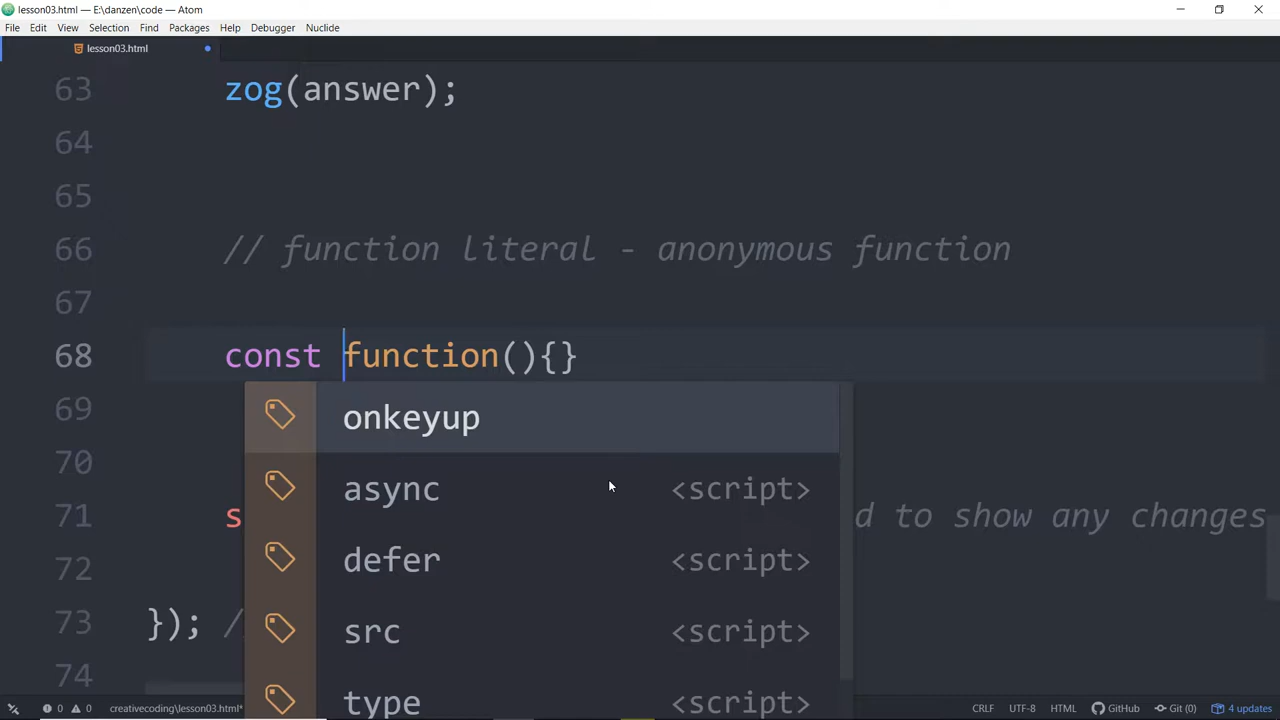 lesson03.html — E:\danzen\code — Atom
File Edit View Selection Find Packages Help Debugger Nuclide
lesson03.html
63 zog(answer);
64
65
66 // function literal - anonymous function
67
68 const function(){}
69
onkeyup
70
async <script>
71 s d to show any changes
defer <script>
72
73 }); /
src <script>
74
type <script>
0 0 creativecoding\lesson03.html* CRLF UTF-8 HTML GitHub Git (0) 4 updates